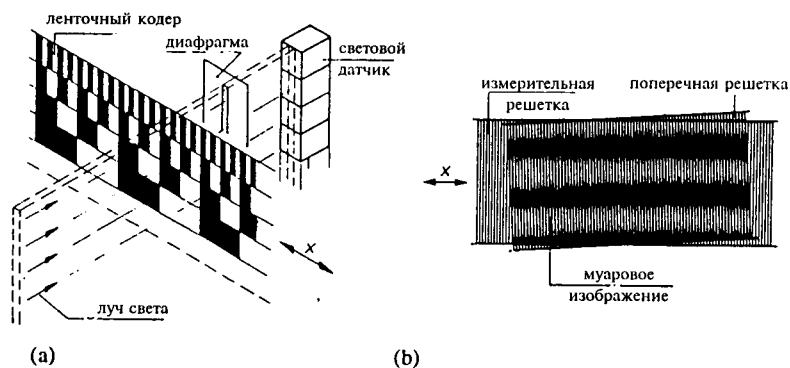 ленточный кодер
диафрагма
световой
датчик
x
луч света
(a)
измерительная
решетка
поперечная решетка
x
муаровое
изображение
(b)